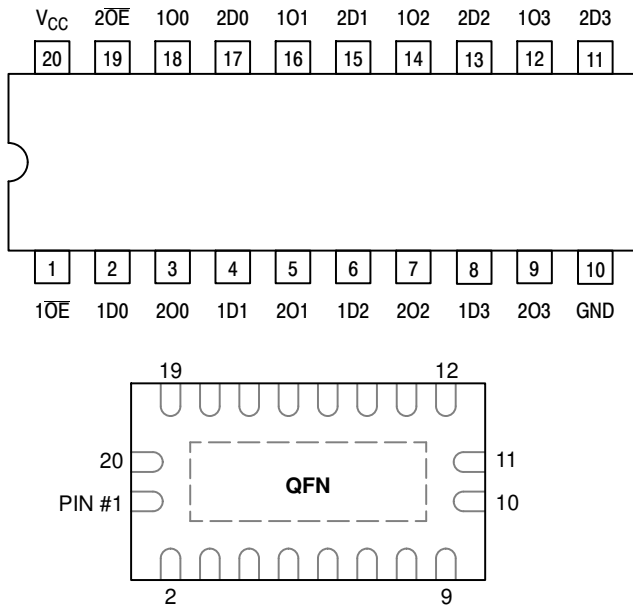 VCC 2OE 1O0 2D0 1O1 2D1 1O2 2D2 1O3 2D3
20 19 18 17 16 15 14 13 12 11
1 2 3 4 5 6 7 8 9 10
1OE 1D0 2O0 1D1 2O1 1D2 2O2 1D3 2O3 GND
19 12
20 11
QFN
PIN #1 10
2 9